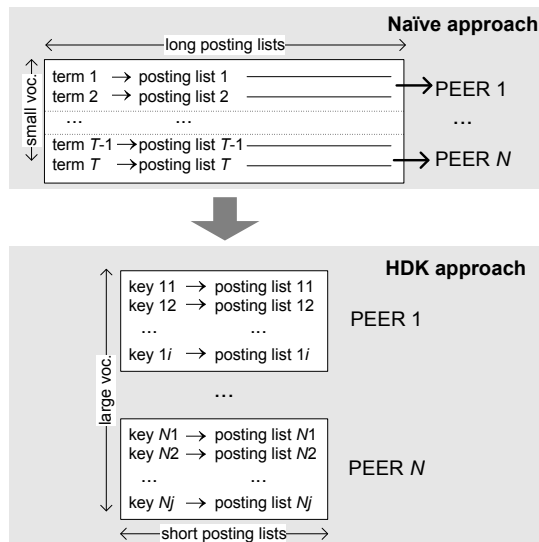 Naïve approach
long posting lists
small voc.
term 1 → posting list 1
term 2 → posting list 2
... ...
term T-1 → posting list T-1
term T → posting list T
PEER 1
...
PEER N
HDK approach
large voc.
key 11 → posting list 11
key 12 → posting list 12
... ...
key 1i → posting list 1i
PEER 1
...
key N1 → posting list N1
key N2 → posting list N2
... ...
key Nj → posting list Nj
PEER N
short posting lists